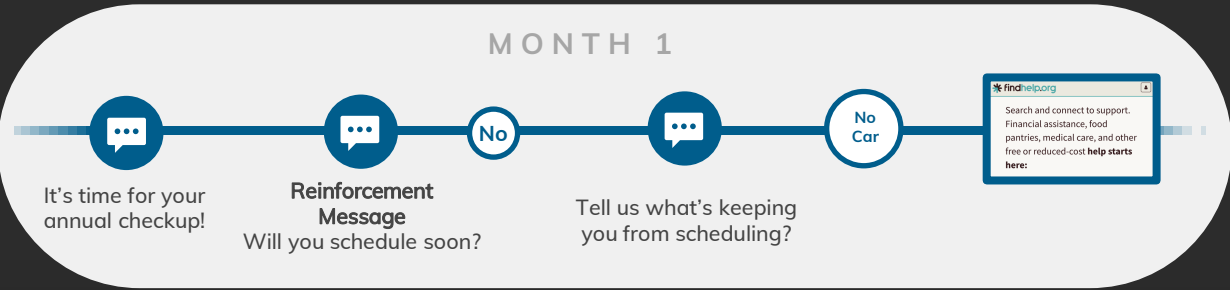 MONTH 1
It's time for your
annual checkup!
Reinforcement
Message
Will you schedule soon?
No
Tell us what's keeping
you from scheduling?
No
Car
findhelp.org
Search and connect to support.
Financial assistance, food
pantries, medical care, and other
free or reduced-cost help starts
here: